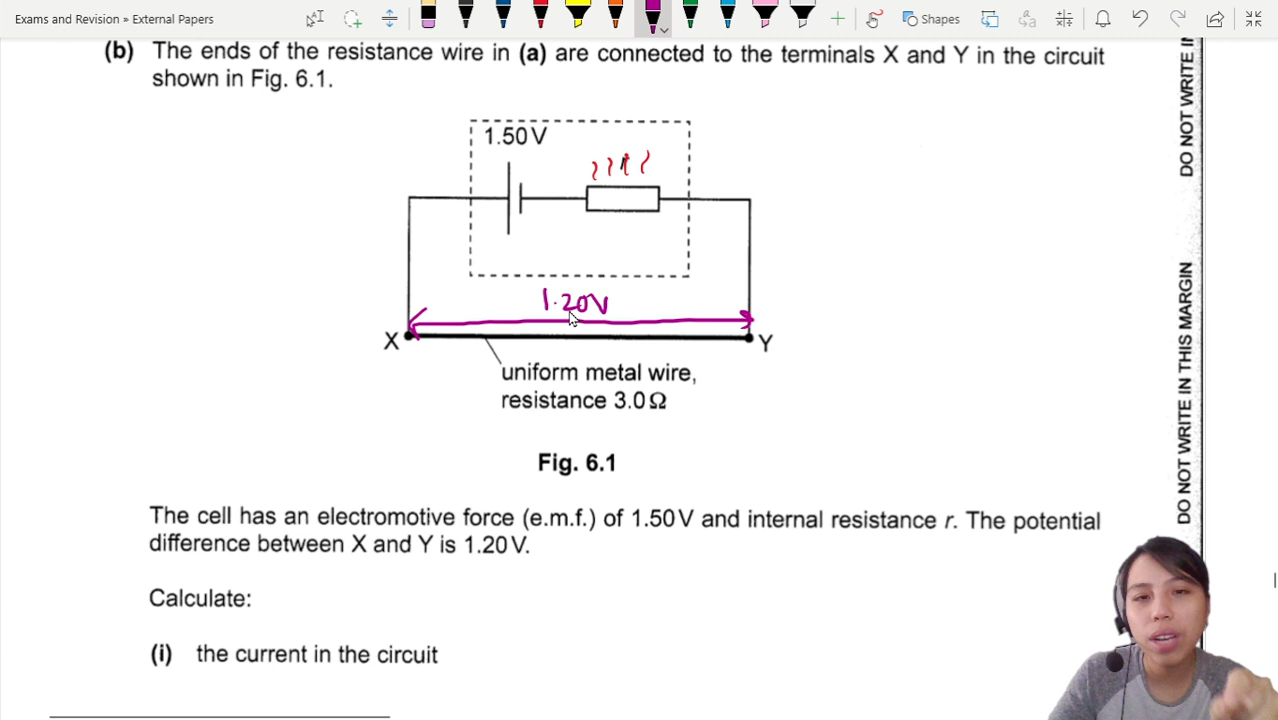 Exams and Revision » External Papers
Shapes
(b) The ends of the resistance wire in (a) are connected to the terminals X and Y in the circuit
shown in Fig. 6.1.
1.50 V
1.20V
X
Y
uniform metal wire,
resistance 3.0 Ω
Fig. 6.1
The cell has an electromotive force (e.m.f.) of 1.50 V and internal resistance r. The potential
difference between X and Y is 1.20 V.
Calculate:
(i) the current in the circuit
DO NOT WRITE IN
DO NOT WRITE IN THIS MARGIN